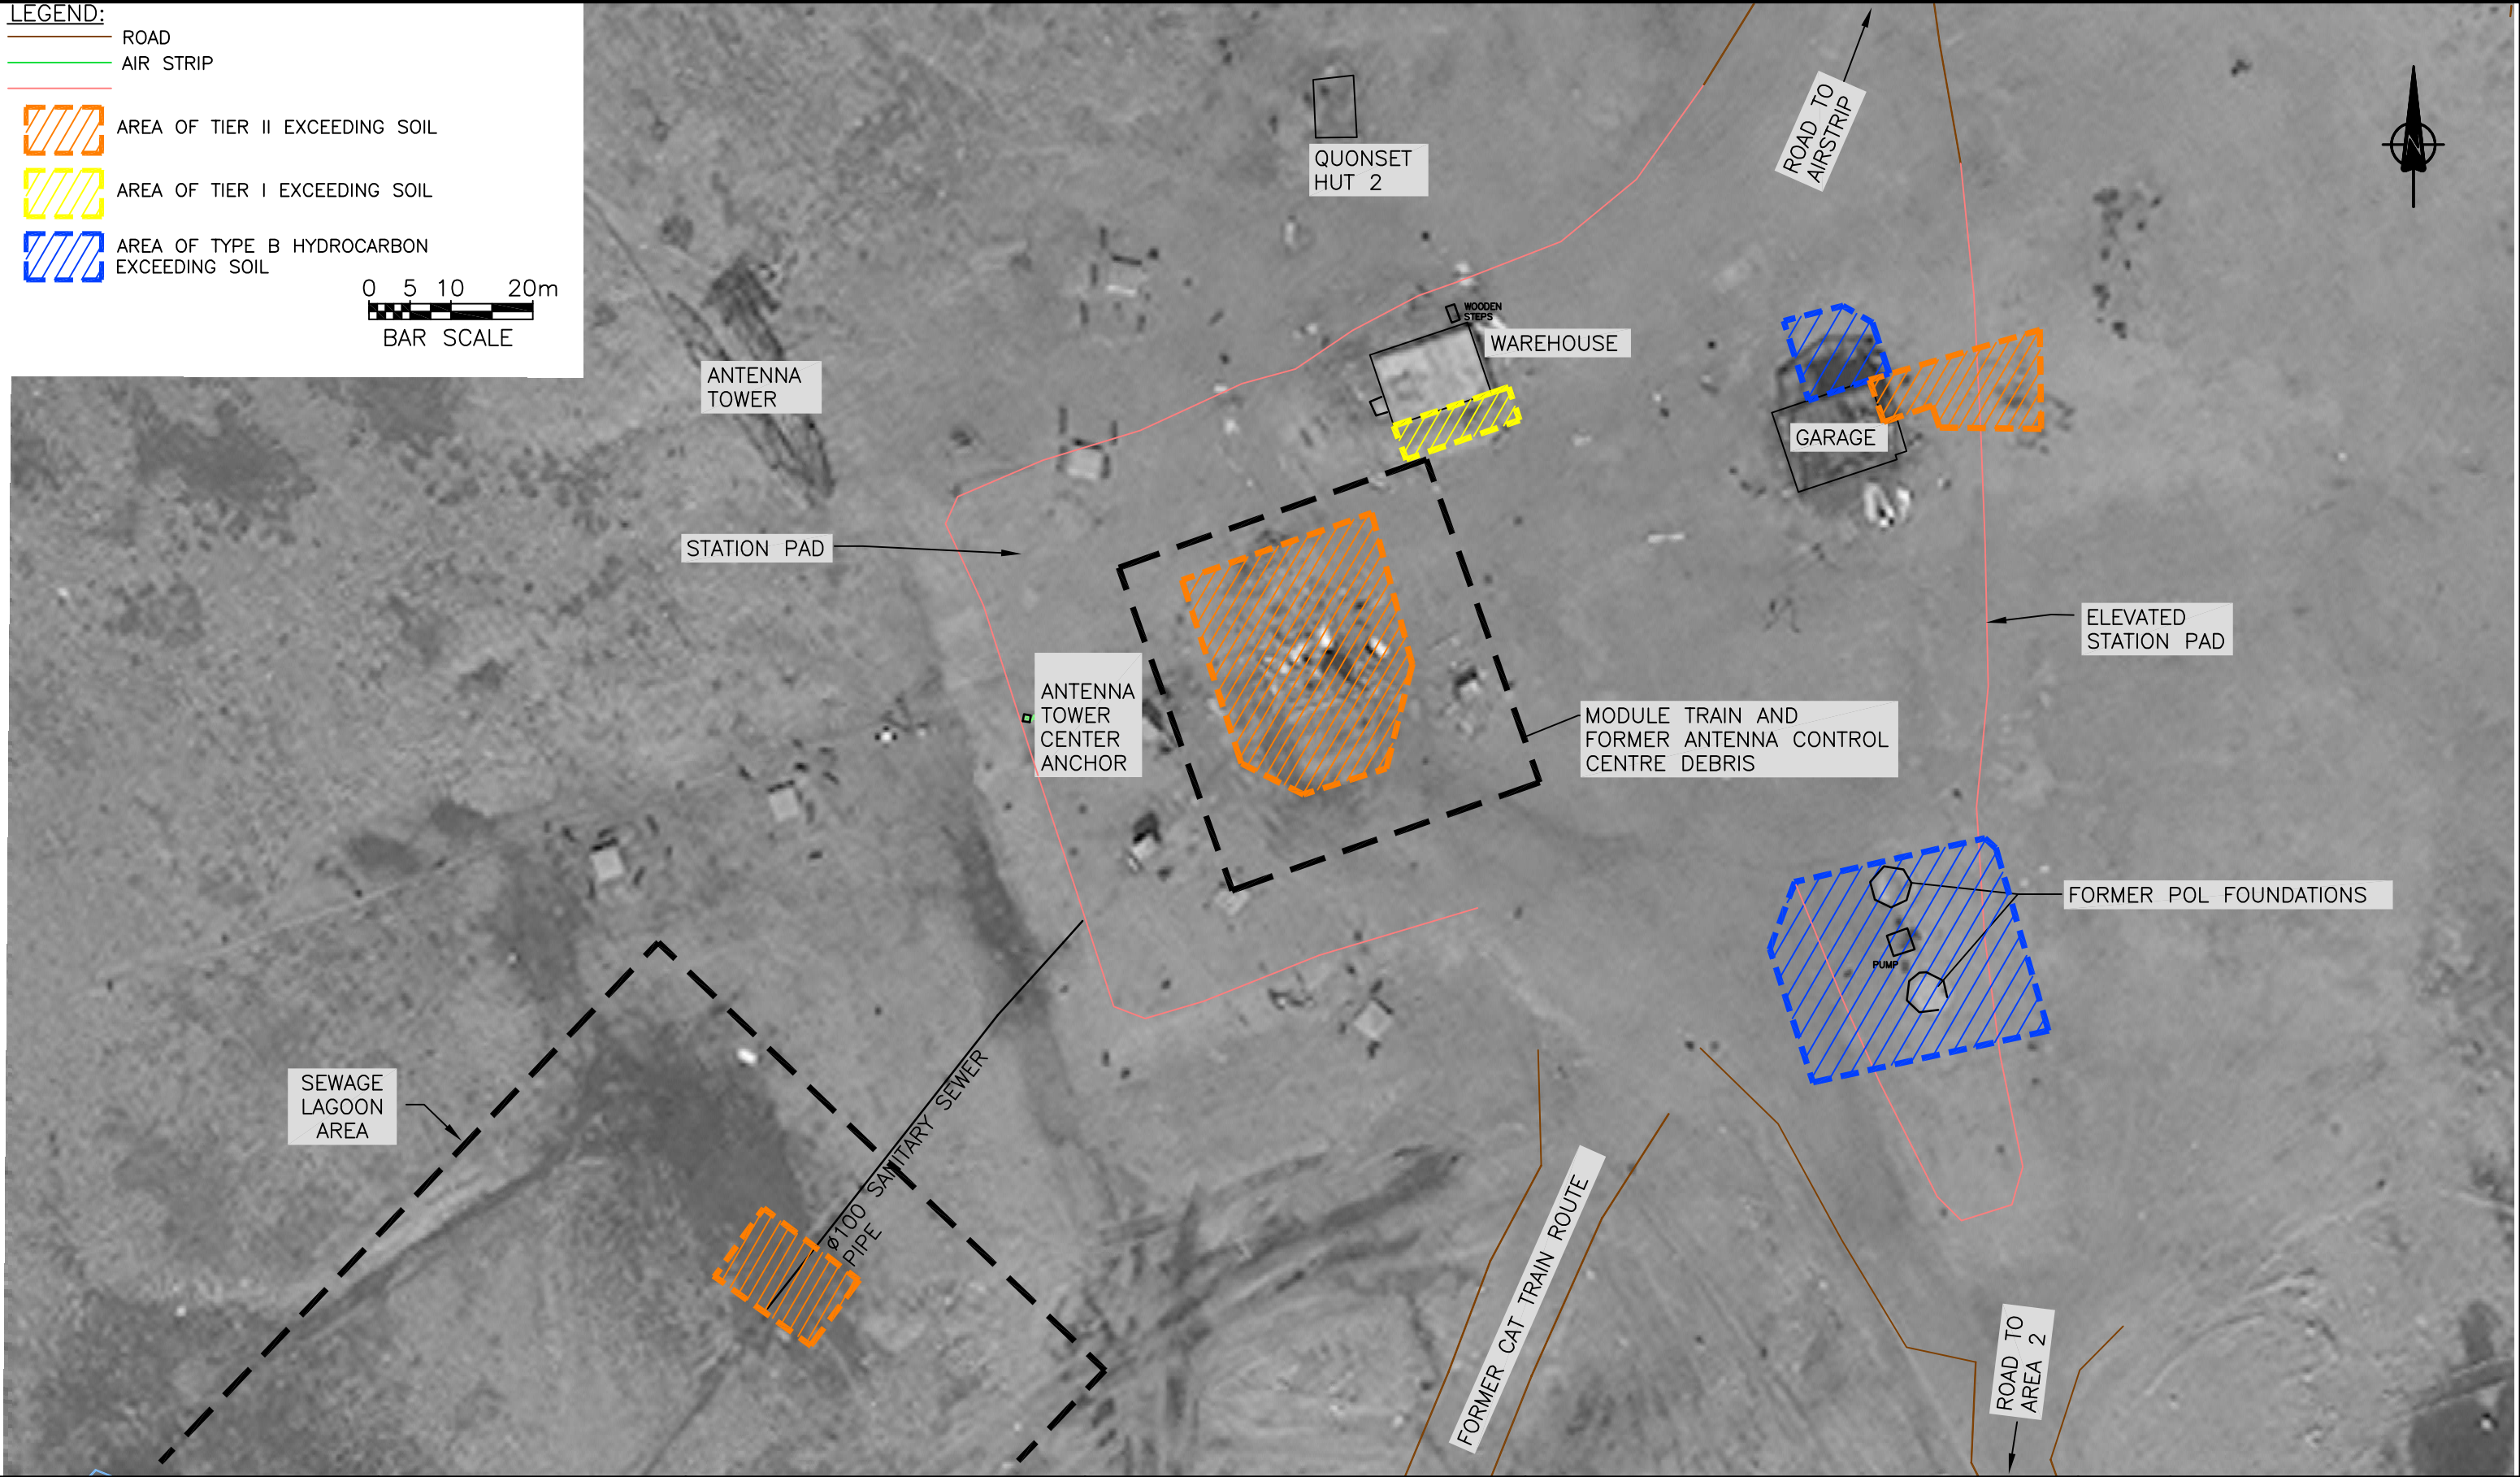 LEGEND:
ROAD
AIR STRIP
AREA OF TIER II EXCEEDING SOIL
AREA OF TIER I EXCEEDING SOIL
AREA OF TYPE B HYDROCARBON
EXCEEDING SOIL
0 5 10 20m
BAR SCALE
ROAD TO
AIRSTRIP
N
QUONSET
HUT 2
WOODEN
STEPS
WAREHOUSE
ANTENNA
TOWER
GARAGE
STATION PAD
ELEVATED
STATION PAD
ANTENNA
TOWER
CENTER
ANCHOR
MODULE TRAIN AND
FORMER ANTENNA CONTROL
CENTRE DEBRIS
FORMER POL FOUNDATIONS
PUMP
SEWAGE
LAGOON
AREA
SANITARY SEWER
ø100
PIPE
FORMER CAT TRAIN ROUTE
ROAD TO
AREA 2